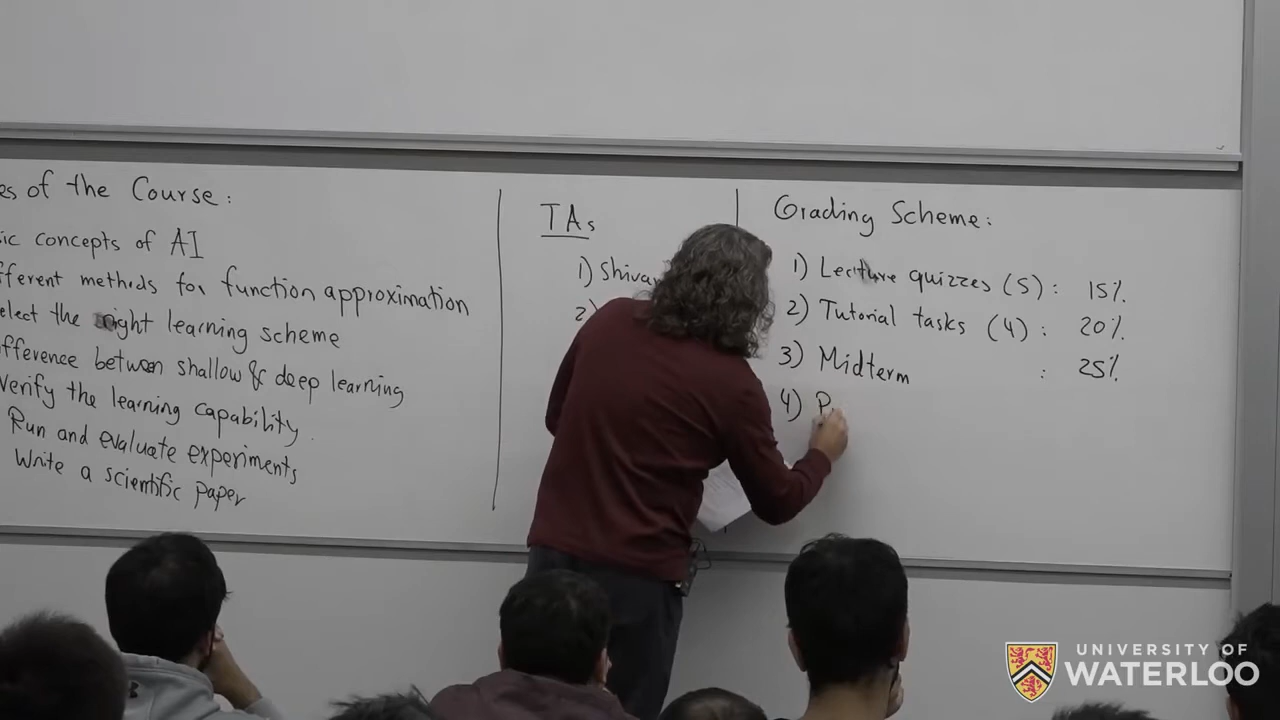 es of the Course:
ic concepts of AI
fferent methods for function approximation
elect the right learning scheme
fference between shallow & deep learning
Verify the learning capability.
Run and evaluate experiments
Write a scientific paper
TAs
1) Shivar
2)
Grading Scheme:
1) Lecture quizzes (5): 15%
2) Tutorial tasks (4): 20%
3) Midterm : 25%
4) P
UNIVERSITY OF
WATERLOO